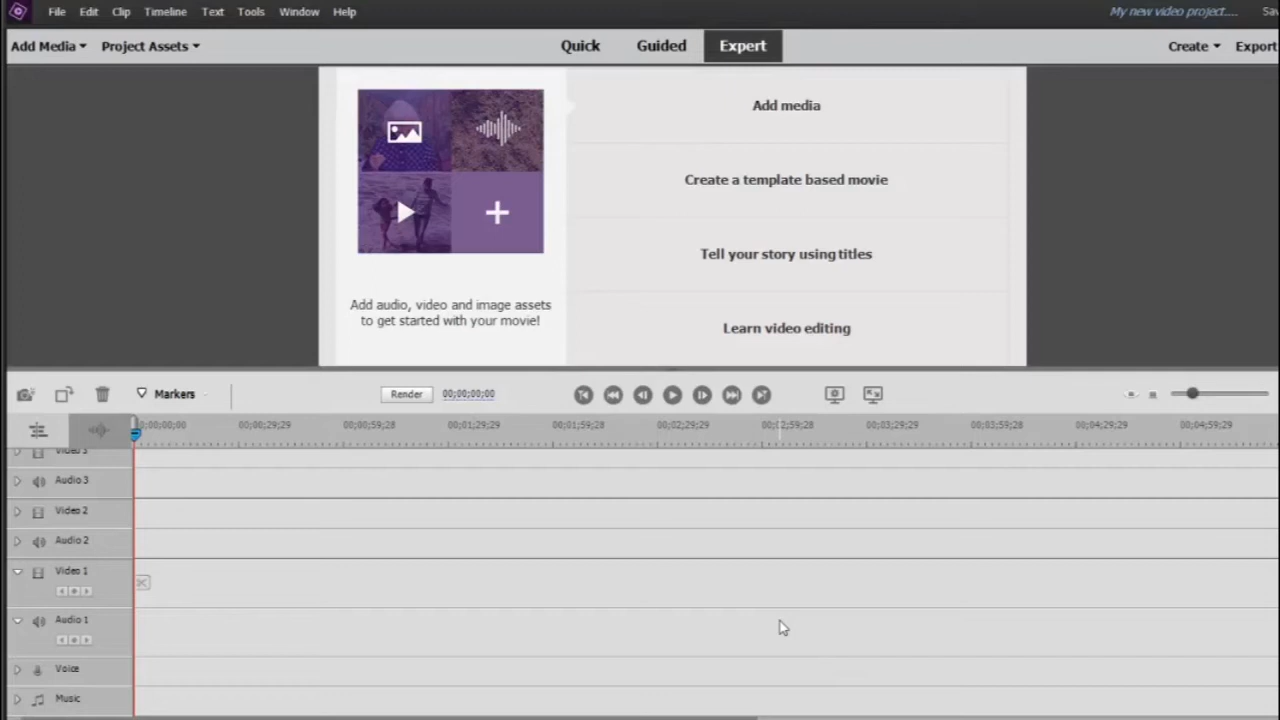 File Edit Clip Timeline Text Tools Window Help My new video project....
Add Media Project Assets Quick Guided Expert Create Export
Add media
Create a template based movie
Tell your story using titles
Learn video editing
Add audio, video and image assets
to get started with your movie!
Markers Render 00;00;00;00
0;00;00;00 00;00;29;29 00;00;59;28 00;01;29;29 00;01;59;28 00;02;29;29 00;02;59;28 00;03;29;29 00;03;59;28 00;04;29;29 00;04;59;29
Video 3
Audio 3
Video 2
Audio 2
Video 1
Audio 1
Voice
Music